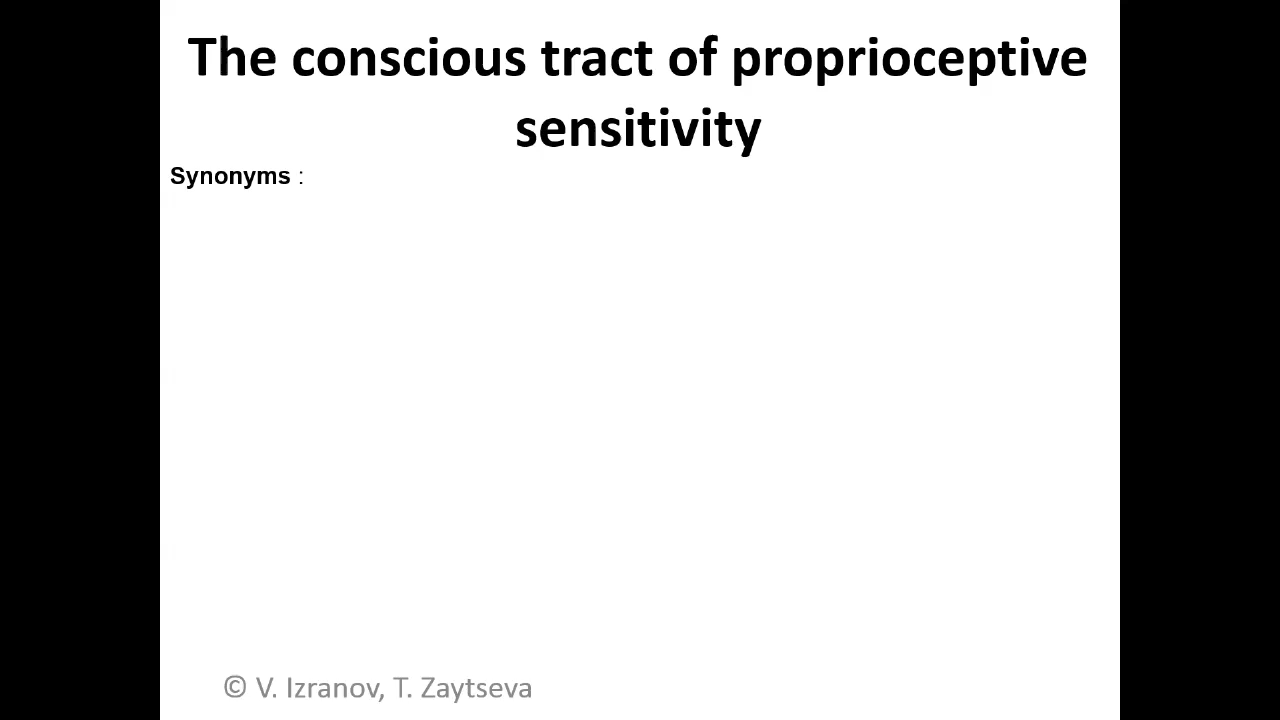 The conscious tract of proprioceptive
sensitivity
Synonyms :
© V. Izranov, T. Zaytseva